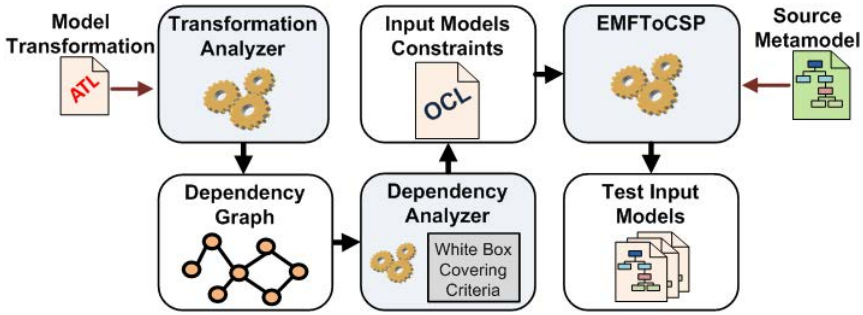 Model
Transformation
ATL
Transformation
Analyzer
Input Models
Constraints
OCL
EMFToCSP
Source
Metamodel
Dependency
Graph
Dependency
Analyzer
White Box
Covering
Criteria
Test Input
Models